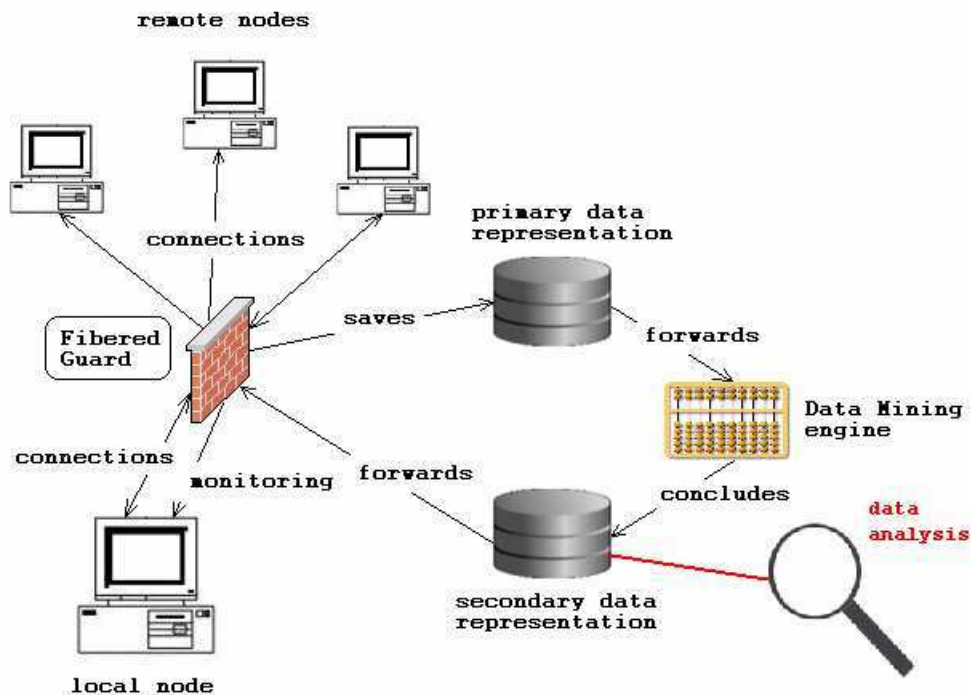 remote nodes
connections
primary data
representation
Fibered
Guard
saves
forwards
Data Mining
engine
connections
monitoring
forwards
concludes
data
analysis
secondary data
representation
local node